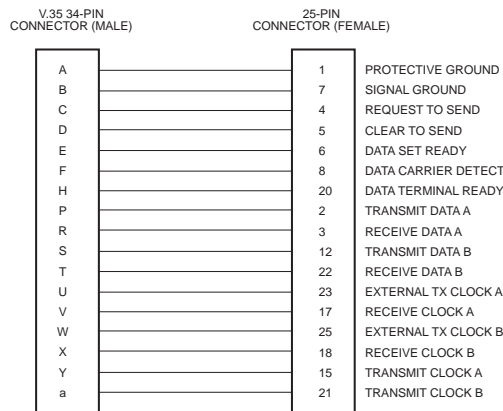 V.35 34-PIN
CONNECTOR (MALE)
25-PIN
CONNECTOR (FEMALE)
A 1 PROTECTIVE GROUND
B 7 SIGNAL GROUND
C 4 REQUEST TO SEND
D 5 CLEAR TO SEND
E 6 DATA SET READY
F 8 DATA CARRIER DETECT
H 20 DATA TERMINAL READY
P 2 TRANSMIT DATA A
R 3 RECEIVE DATA A
S 12 TRANSMIT DATA B
T 22 RECEIVE DATA B
U 23 EXTERNAL TX CLOCK A
V 17 RECEIVE CLOCK A
W 25 EXTERNAL TX CLOCK B
X 18 RECEIVE CLOCK B
Y 15 TRANSMIT CLOCK A
a 21 TRANSMIT CLOCK B